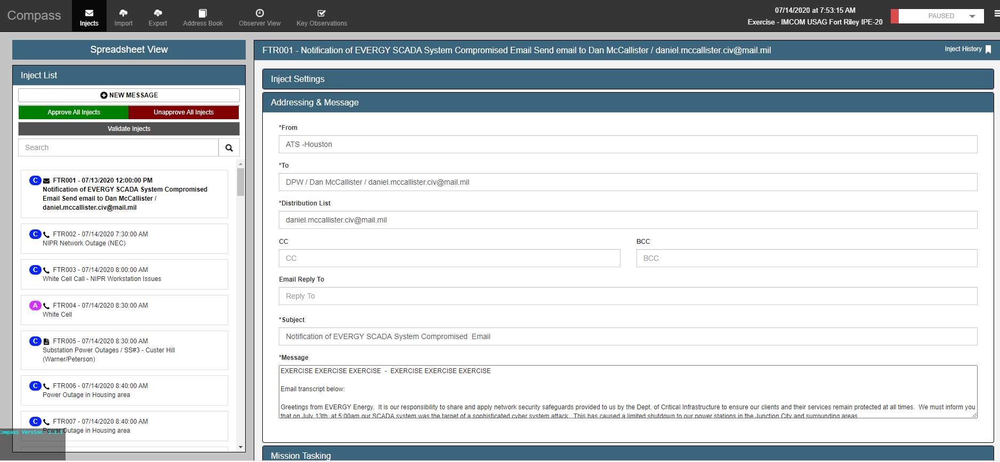 Compass
Injects
Import
Export
Address Book
Observer View
Key Observations
07/14/2020 at 7:53:15 AM
Exercise - IMCOM USAG Fort Riley IPE-20
PAUSED
Spreadsheet View
Inject List
NEW MESSAGE
Approve All Injects
Unapprove All Injects
Validate Injects
Search
C FTR001 - 07/13/2020 12:00:00 PM
Notification of EVERGY SCADA System Compromised
Email Send email to Dan McCallister /
daniel.mccallister.civ@mail.mil
C FTR002 - 07/14/2020 7:30:00 AM
NIPR Network Outage (NEC)
C FTR003 - 07/14/2020 8:00:00 AM
White Cell Call - NIPR Workstation Issues
A FTR004 - 07/14/2020 8:30:00 AM
White Cell
C FTR005 - 07/14/2020 8:30:00 AM
Substation Power Outages / SS#3 - Custer Hill
(Warner/Peterson)
C FTR006 - 07/14/2020 8:40:00 AM
Power Outage in Housing area
C FTR007 - 07/14/2020 8:40:00 AM
Power Outage in Housing area
Compass Version:
FTR001 - Notification of EVERGY SCADA System Compromised Email Send email to Dan McCallister / daniel.mccallister.civ@mail.mil
Inject History
Inject Settings
Addressing & Message
*From
ATS -Houston
*To
DPW / Dan McCallister / daniel.mccallister.civ@mail.mil
*Distribution List
daniel.mccallister.civ@mail.mil
CC
BCC
CC
BCC
Email Reply To
Reply To
*Subject
Notification of EVERGY SCADA System Compromised  Email
*Message
EXERCISE EXERCISE EXERCISE  -  EXERCISE EXERCISE EXERCISE
Email transcript below:
Greetings from EVERGY Energy.  It is our responsibility to share and apply network security safeguards provided to us by the Dept. of Critical Infrastructure to ensure our clients and their services remain protected at all times.  We must inform you
that on July 13th, at 5:00am our SCADA system was the target of a sophisticated cyber system attack.  This has caused a limited shutdown to our power stations in the Junction City and surrounding areas
Mission Tasking